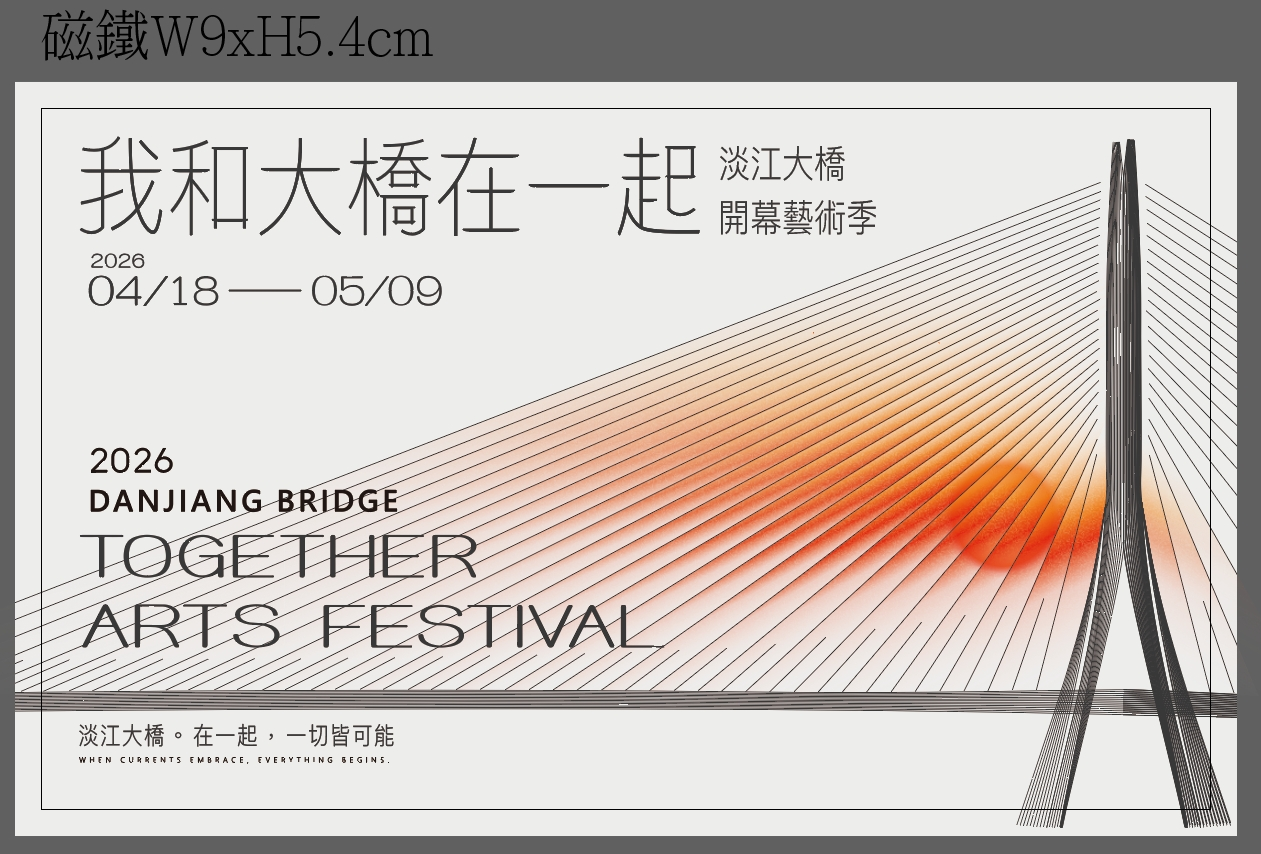 磁鐵W9xH5.4cm
我和大橋在一起
淡江大橋
開幕藝術季
2026
04/18 — 05/09
2026
DANJIANG BRIDGE
TOGETHER
ARTS FESTIVAL
淡江大橋。在一起，一切皆可能
WHEN CURRENTS EMBRACE, EVERYTHING BEGINS.